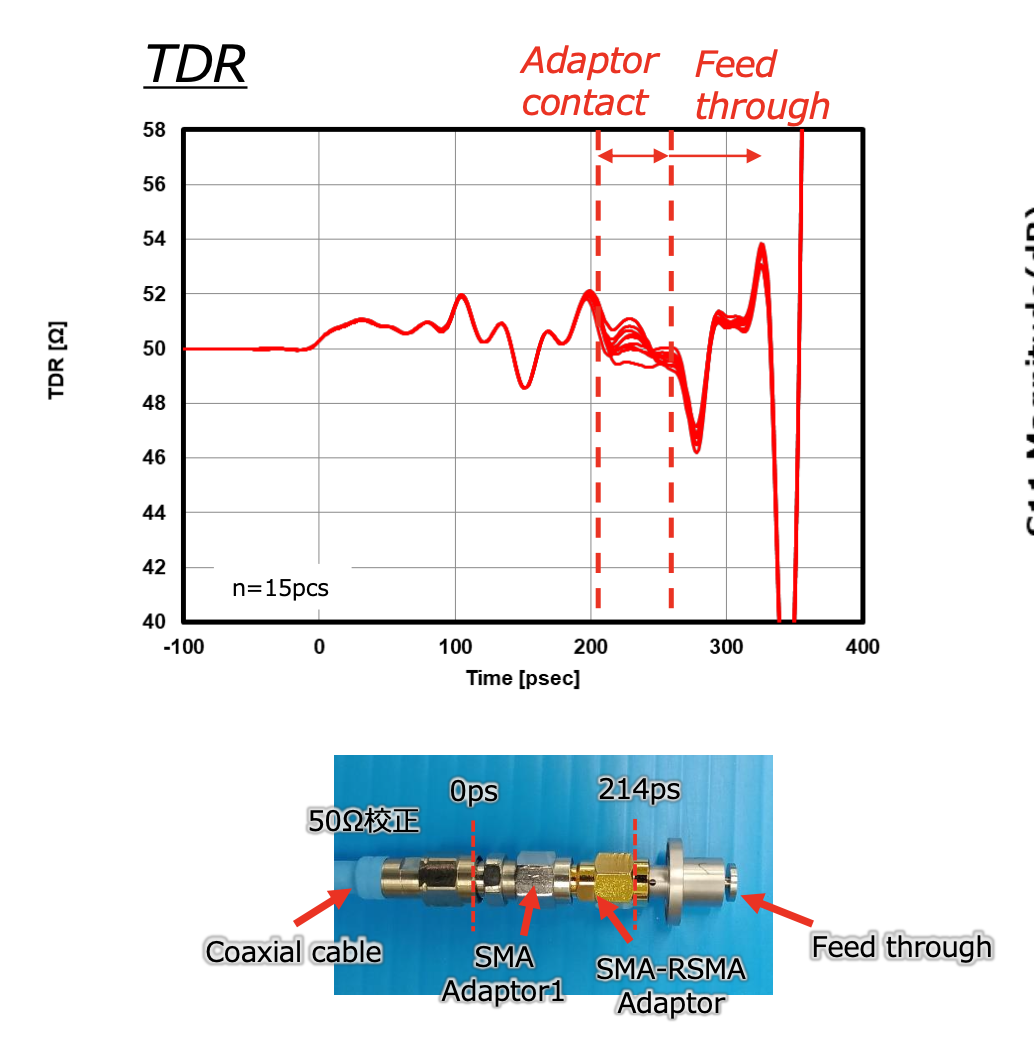 TDR
Adaptor
contact
Feed
through
58
56
54
52
50
48
46
44
42
40
TDR [Ω]
n=15pcs
-100
0
100
200
300
400
Time [psec]
0ps
214ps
50Ω校正
Coaxial cable
SMA
Adaptor1
SMA-RSMA
Adaptor
Feed through